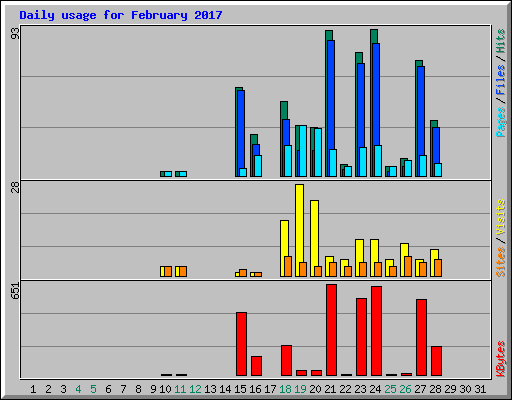 Daily usage for February 2017
93
Pages / Files / Hits
28
Sites / Visits
651
KBytes
1 2 3 4 5 6 7 8 9 10 11 12 13 14 15 16 17 18 19 20 21 22 23 24 25 26 27 28 29 30 31